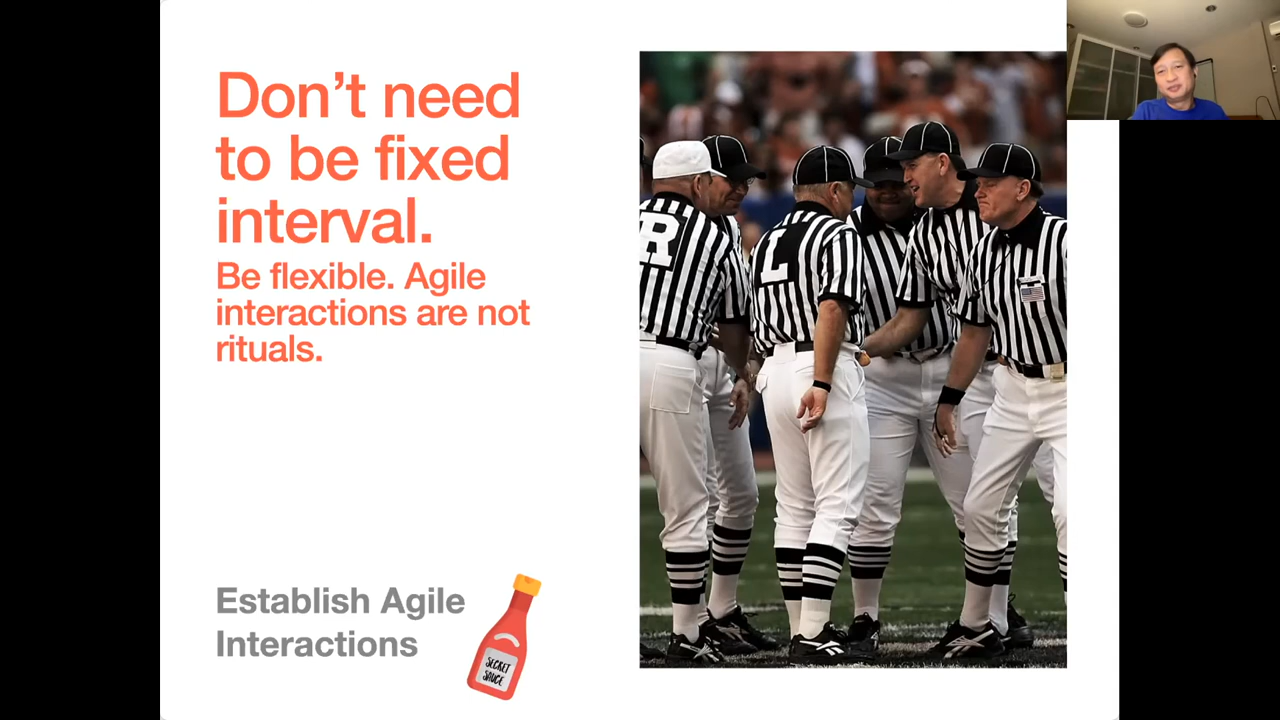 Don’t need
to be fixed
interval.
Be flexible. Agile
interactions are not
rituals.
R
L
Establish Agile
Interactions
SECRET
SAUCE